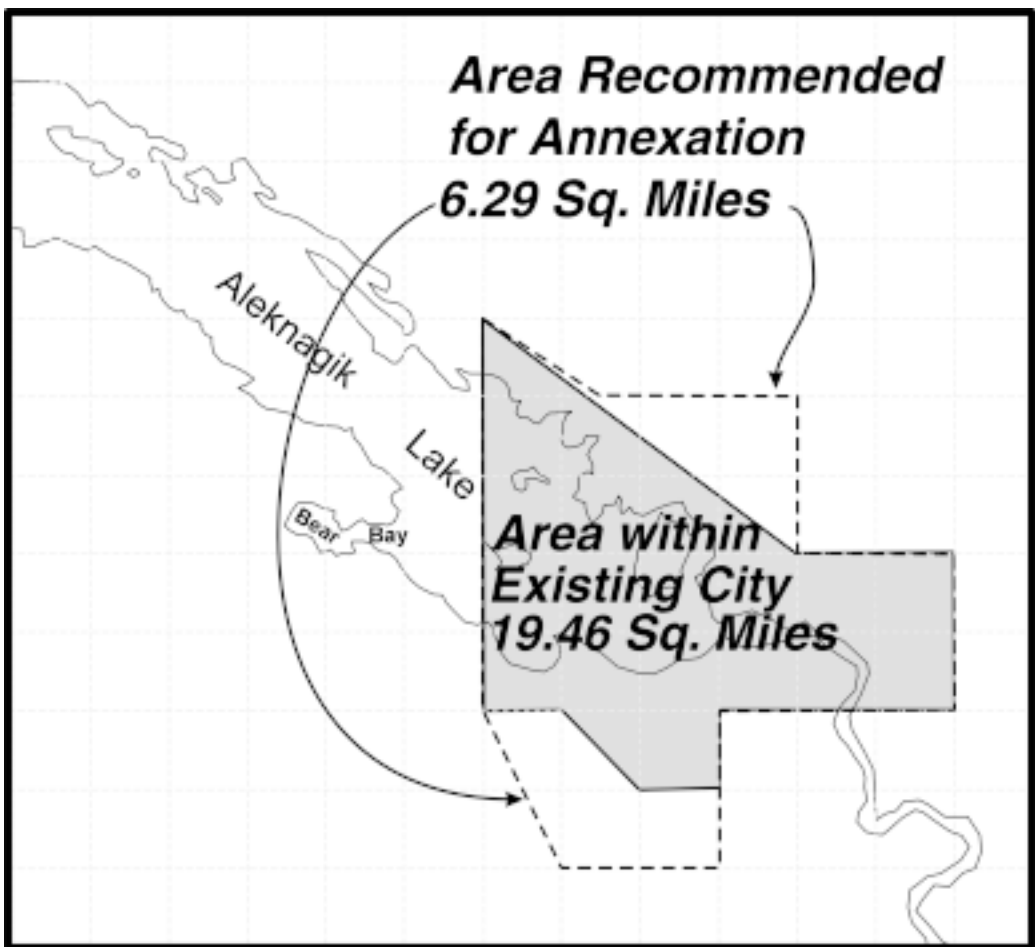 Area Recommended
for Annexation
6.29 Sq. Miles
Aleknagik
Lake
Bear Bay
Area within
Existing City
19.46 Sq. Miles